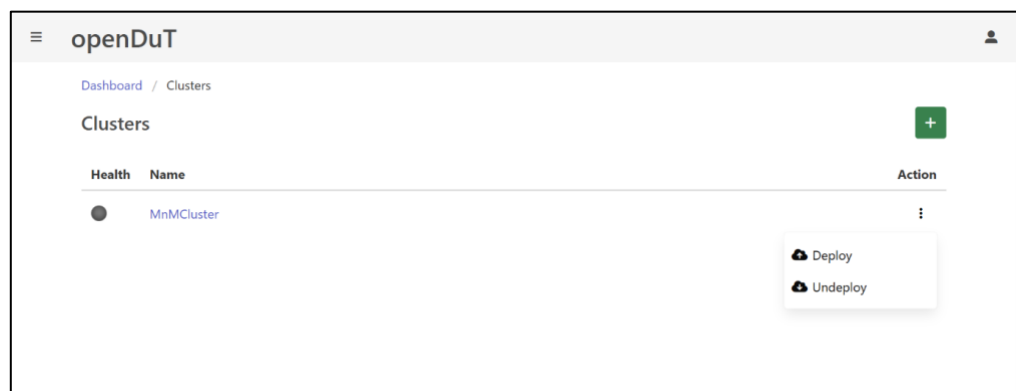 openDuT
Dashboard / Clusters
Clusters
+
Health Name Action
MnMCluster
Deploy
Undeploy